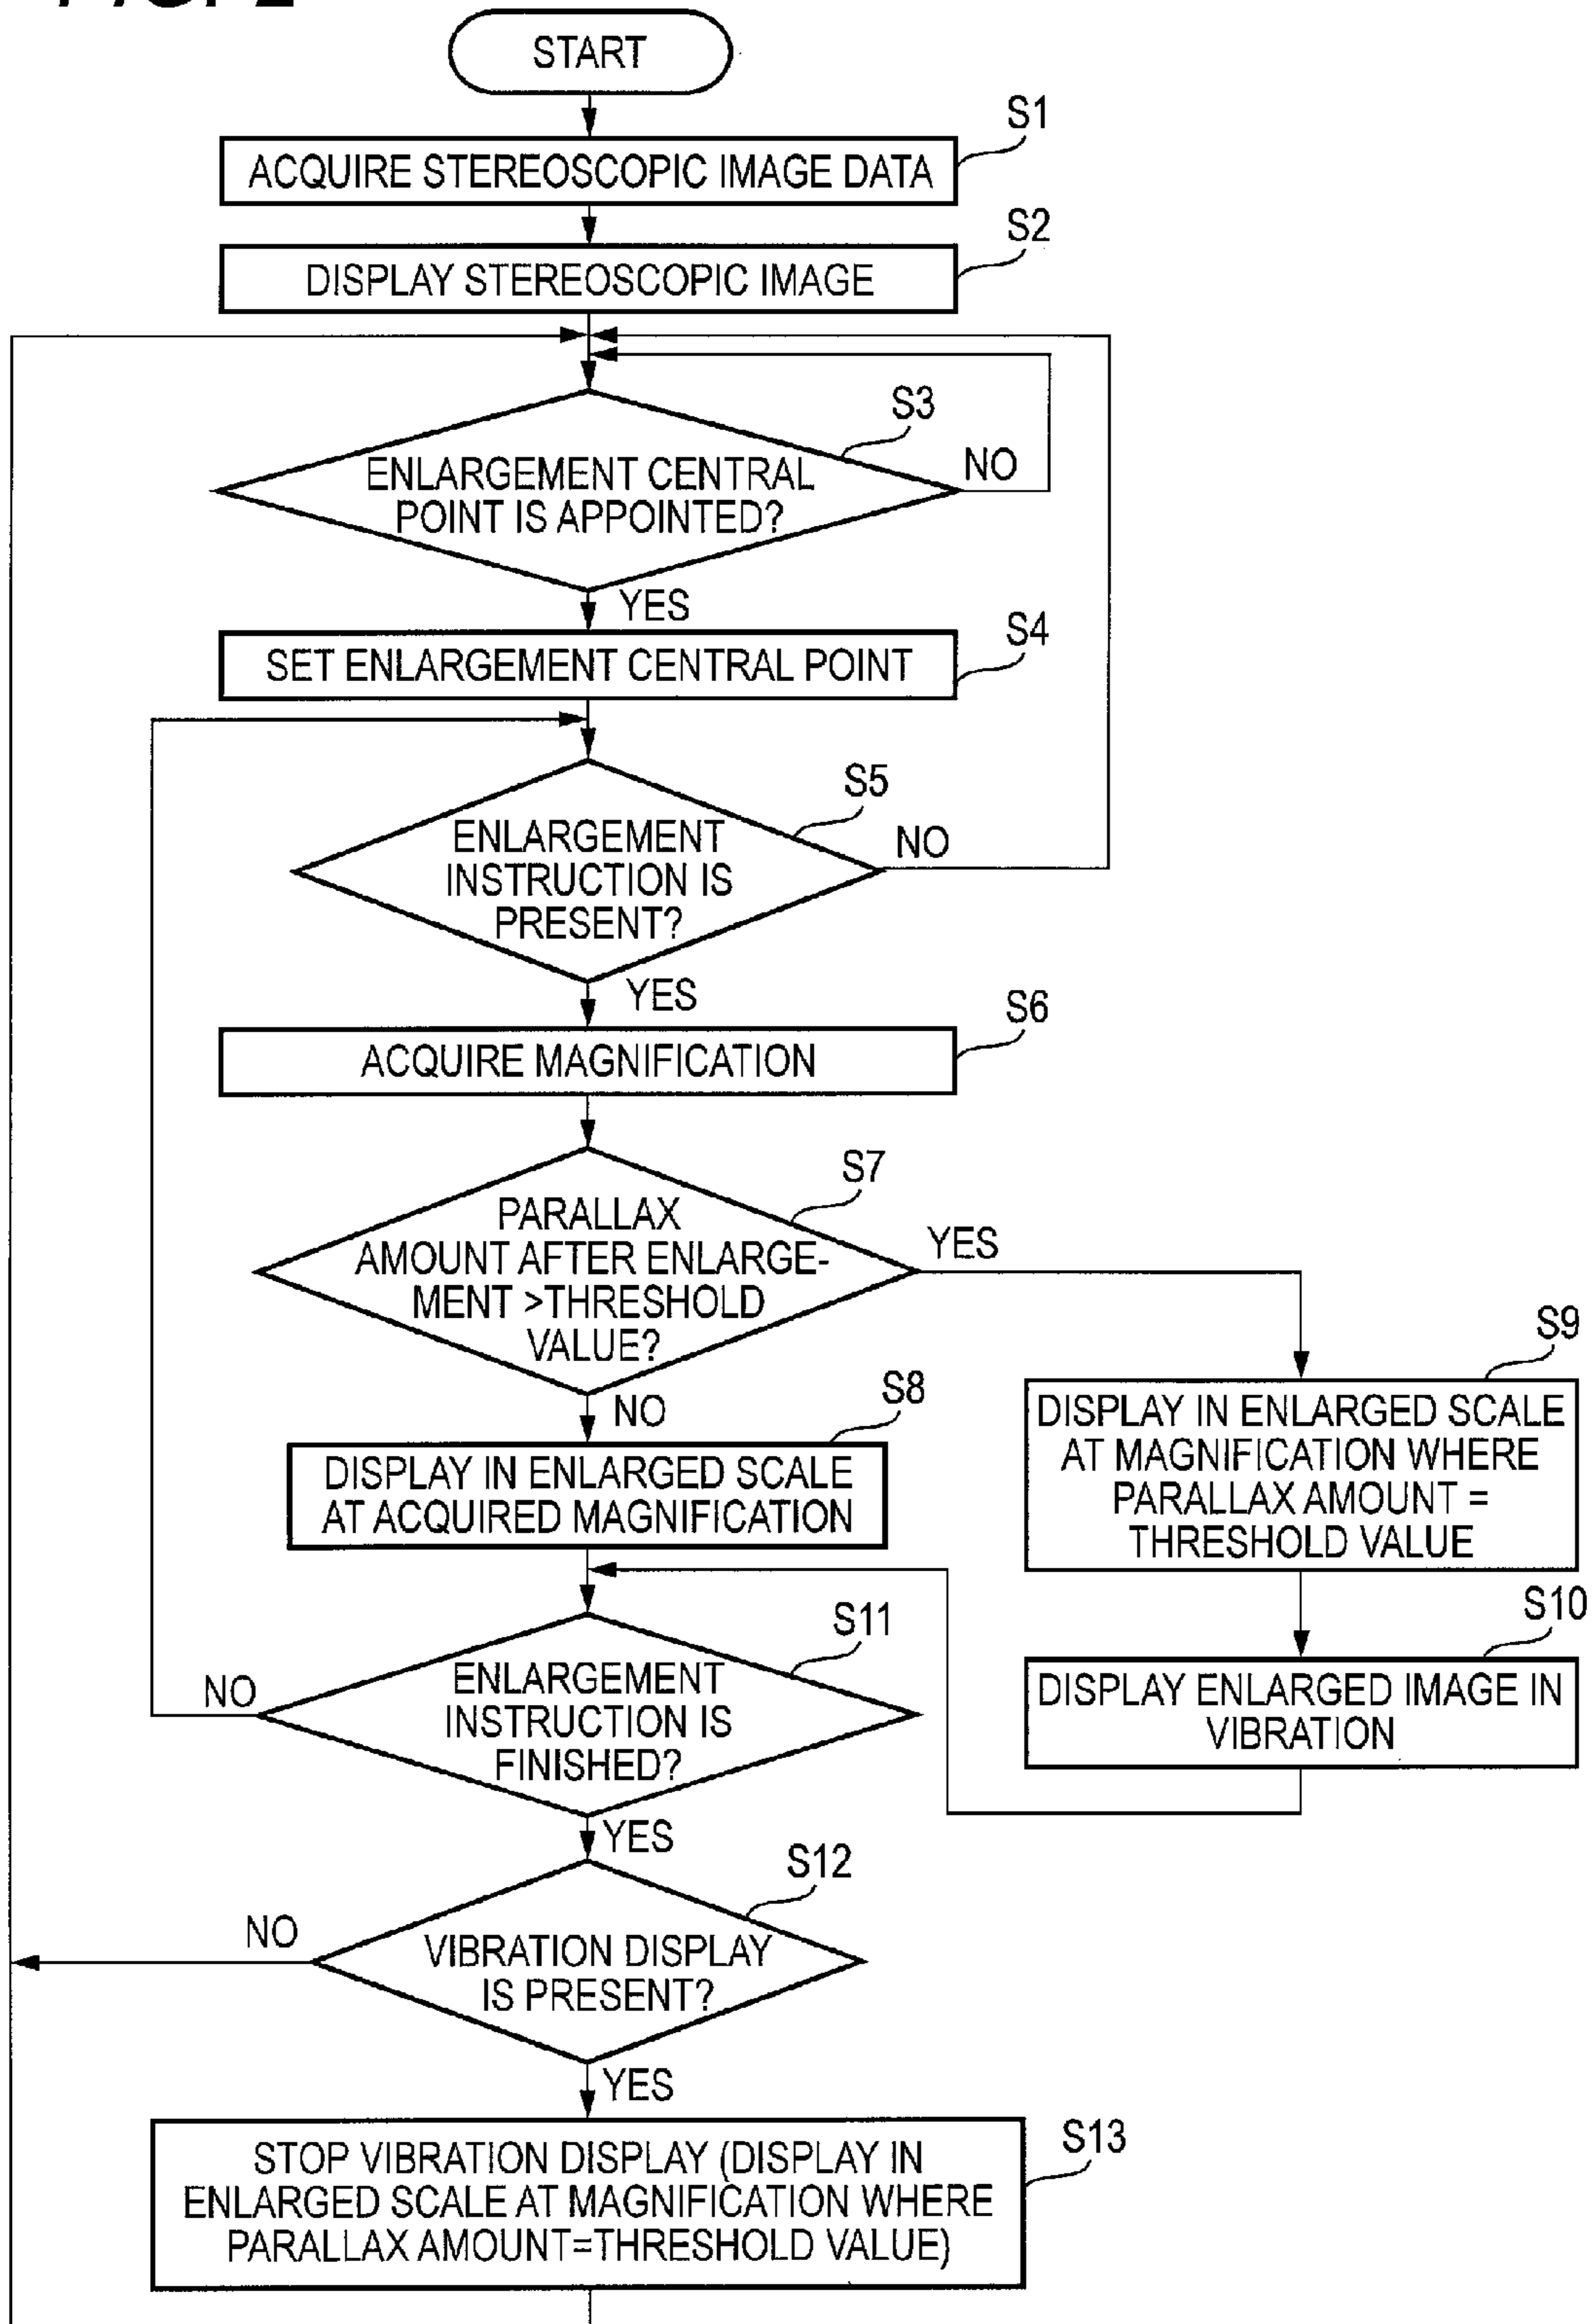 START
S1
ACQUIRE STEREOSCOPIC IMAGE DATA
S2
DISPLAY STEREOSCOPIC IMAGE
S3
ENLARGEMENT CENTRAL
POINT IS APPOINTED?
NO
YES
S4
SET ENLARGEMENT CENTRAL POINT
S5
ENLARGEMENT
INSTRUCTION IS
PRESENT?
NO
YES
S6
ACQUIRE MAGNIFICATION
S7
PARALLAX
AMOUNT AFTER ENLARGE-
MENT >THRESHOLD
VALUE?
YES
NO
S8
DISPLAY IN ENLARGED SCALE
AT ACQUIRED MAGNIFICATION
S9
DISPLAY IN ENLARGED SCALE
AT MAGNIFICATION WHERE
PARALLAX AMOUNT =
THRESHOLD VALUE
S10
DISPLAY ENLARGED IMAGE IN
VIBRATION
S11
ENLARGEMENT
INSTRUCTION IS
FINISHED?
NO
YES
S12
VIBRATION DISPLAY
IS PRESENT?
NO
YES
S13
STOP VIBRATION DISPLAY (DISPLAY IN
ENLARGED SCALE AT MAGNIFICATION WHERE
PARALLAX AMOUNT=THRESHOLD VALUE)